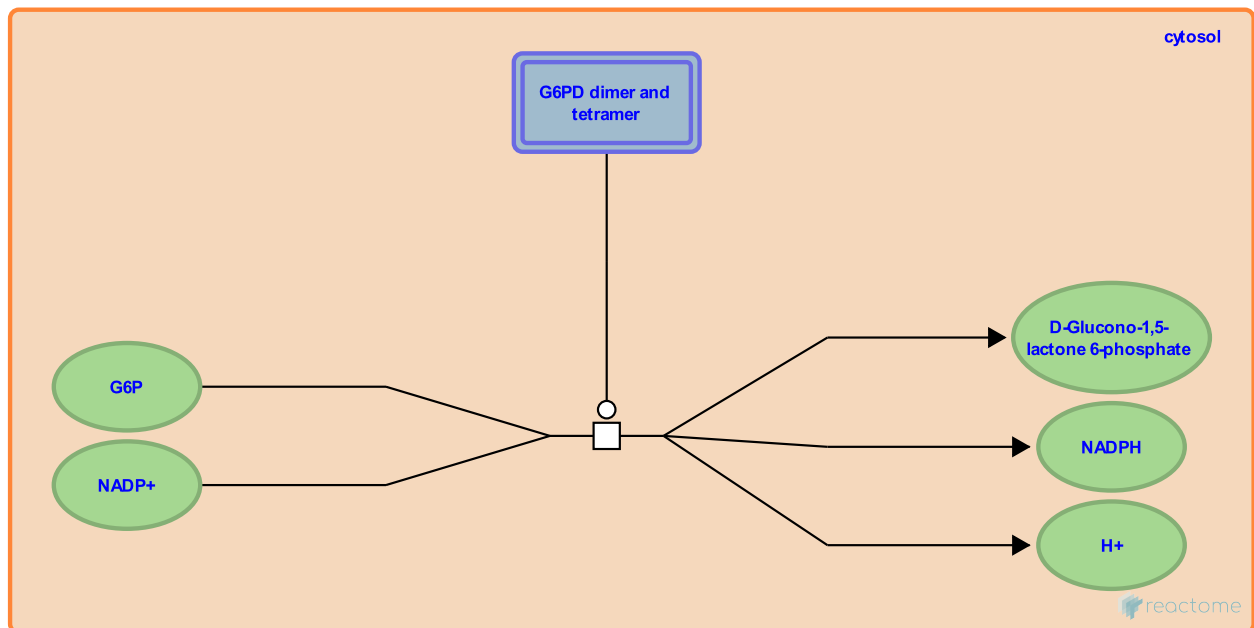 cytosol
G6PD dimer and
tetramer
D-Glucono-1,5-
lactone 6-phosphate
G6P
NADPH
NADP+
H+
reactome